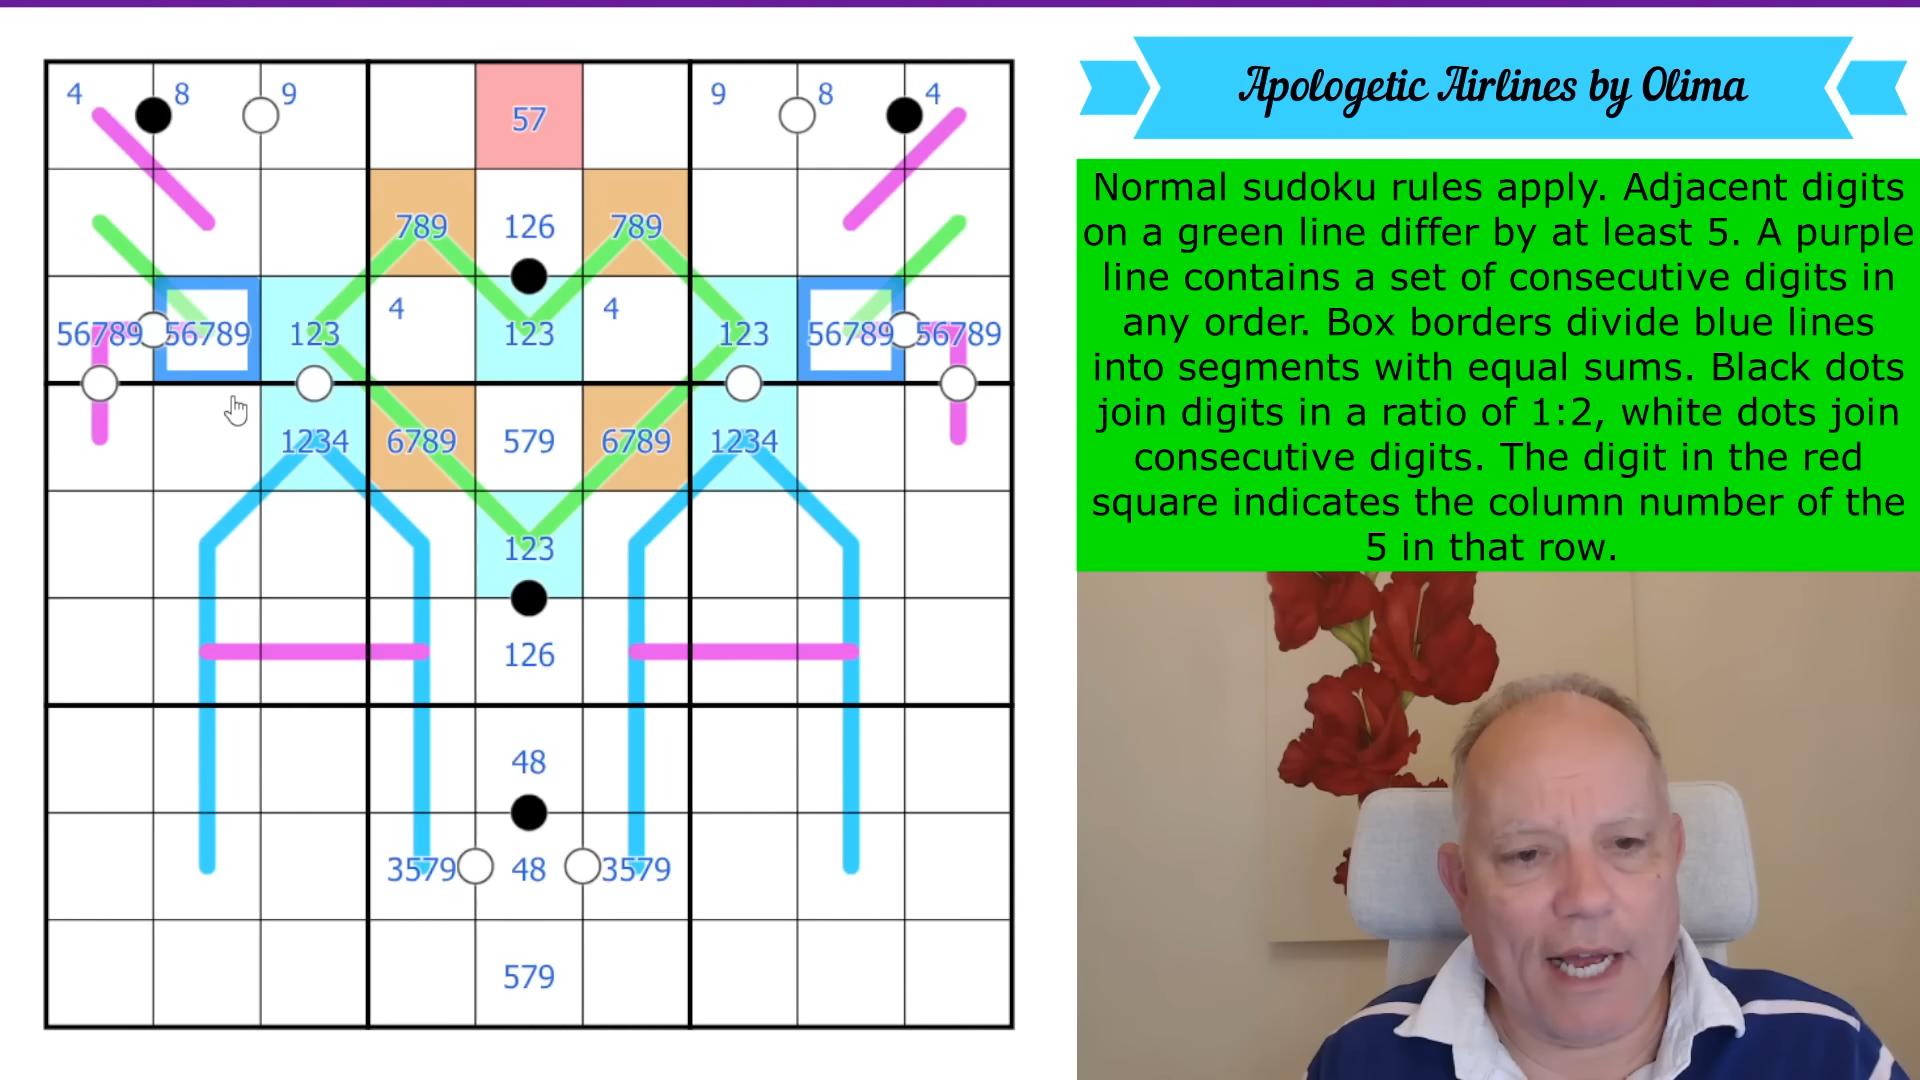 Apologetic Airlines by Olima
Normal sudoku rules apply. Adjacent digits
on a green line differ by at least 5. A purple
line contains a set of consecutive digits in
any order. Box borders divide blue lines
into segments with equal sums. Black dots
join digits in a ratio of 1:2, white dots join
consecutive digits. The digit in the red
square indicates the column number of the
5 in that row.
4 8 9 57 9 8 4
789 126 789
56789 56789 123 4 123 4 123 56789 56789
1234 6789 579 6789 1234
123
126
48
3579 48 3579
579